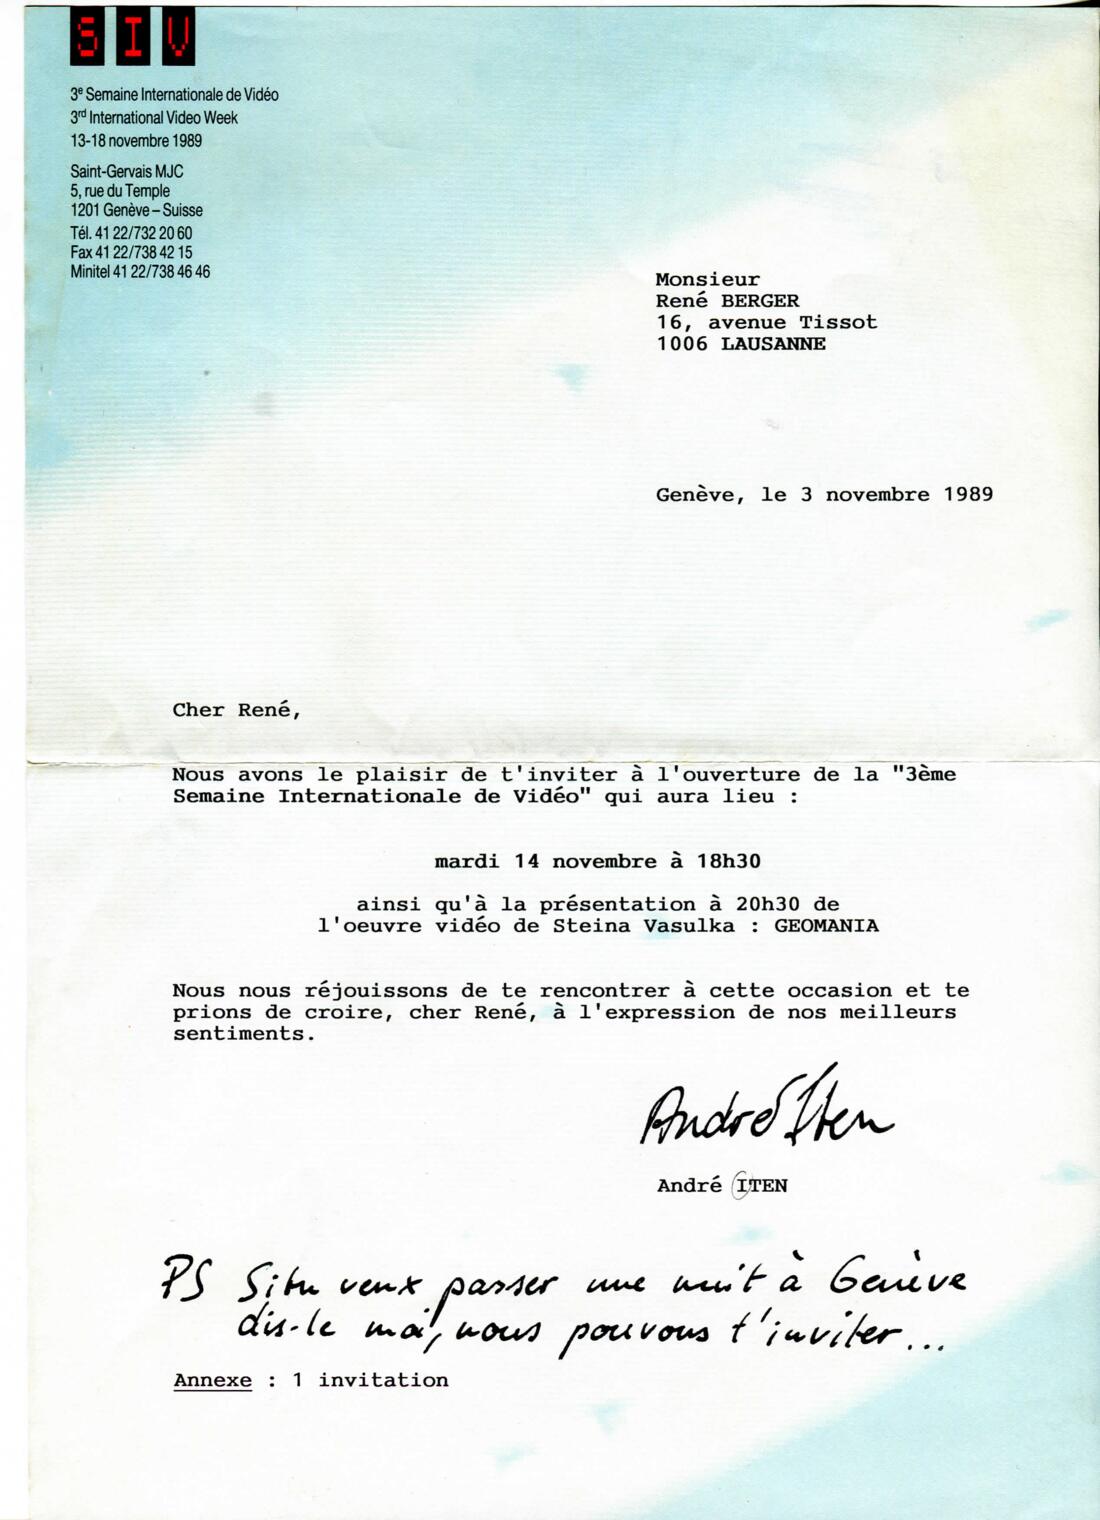 SIV
3e Semaine Internationale de Vidéo
3rd International Video Week
13-18 novembre 1989
Saint-Gervais MJC
5, rue du Temple
1201 Genève – Suisse
Tél. 41 22/732 20 60
Fax 41 22/738 42 15
Minitel 41 22/738 46 46
Monsieur
René BERGER
16, avenue Tissot
1006 LAUSANNE
Genève, le 3 novembre 1989
Cher René,
Nous avons le plaisir de t'inviter à l'ouverture de la "3ème
Semaine Internationale de Vidéo" qui aura lieu :
mardi 14 novembre à 18h30
ainsi qu'à la présentation à 20h30 de
l'oeuvre vidéo de Steina Vasulka : GEOMANIA
Nous nous réjouissons de te rencontrer à cette occasion et te
prions de croire, cher René, à l'expression de nos meilleurs
sentiments.
André Iten
André ITEN
PS Si tu veux passer une nuit à Genève
dis-le moi, nous pouvons t'inviter...
Annexe : 1 invitation